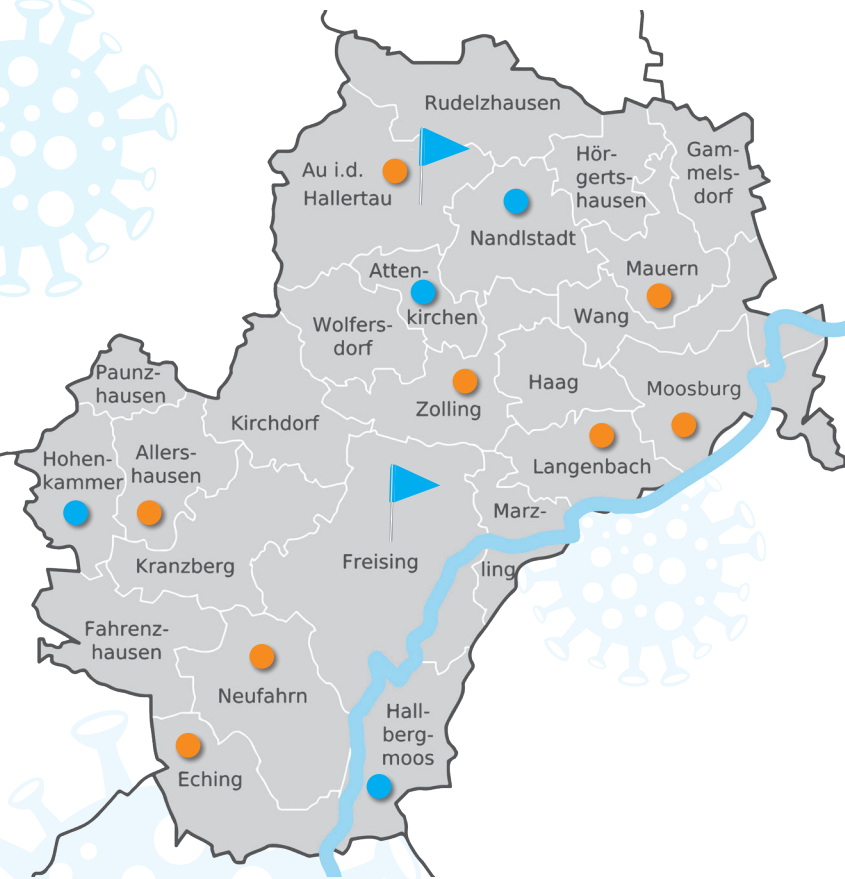 Rudelzhausen
Au i.d.
Hallertau
Hör-
gerts-
hausen
Gam-
mels-
dorf
Nandlstadt
Atten-
kirchen
Mauern
Wang
Wolfers-
dorf
Paunz-
hausen
Kirchdorf
Zolling
Haag
Moosburg
Hohen-
kammer
Allers-
hausen
Langenbach
Marz-
ling
Freising
Kranzberg
Fahrenz-
hausen
Neufahrn
Hall-
berg-
moos
Eching